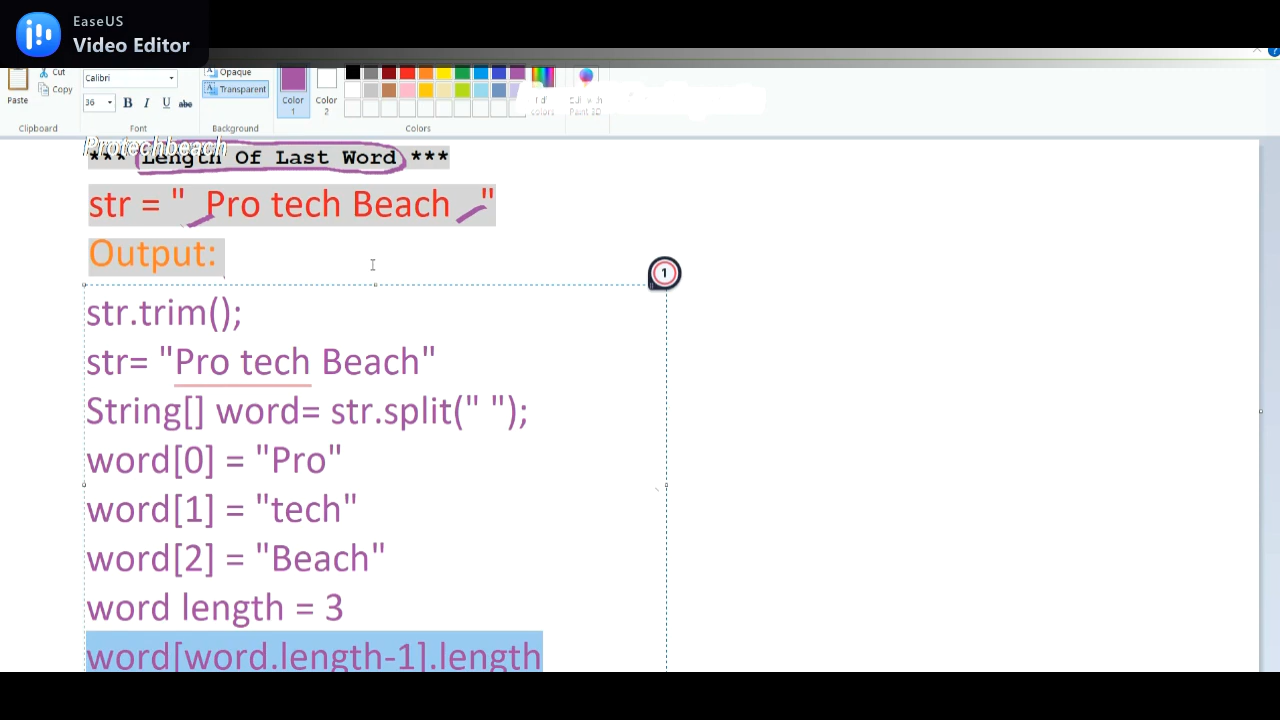 EaseUS
Video Editor
Cut
Copy
Paste
Calibri
36
B I U abc
Opaque
Transparent
Color 1
Color 2
Clipboard
Font
Background
Colors
Protechbeach
*** Length Of Last Word ***
str = " Pro tech Beach "
Output:
1
str.trim();
str= "Pro tech Beach"
String[] word= str.split(" ");
word[0] = "Pro"
word[1] = "tech"
word[2] = "Beach"
word length = 3
word[word.length-1].length